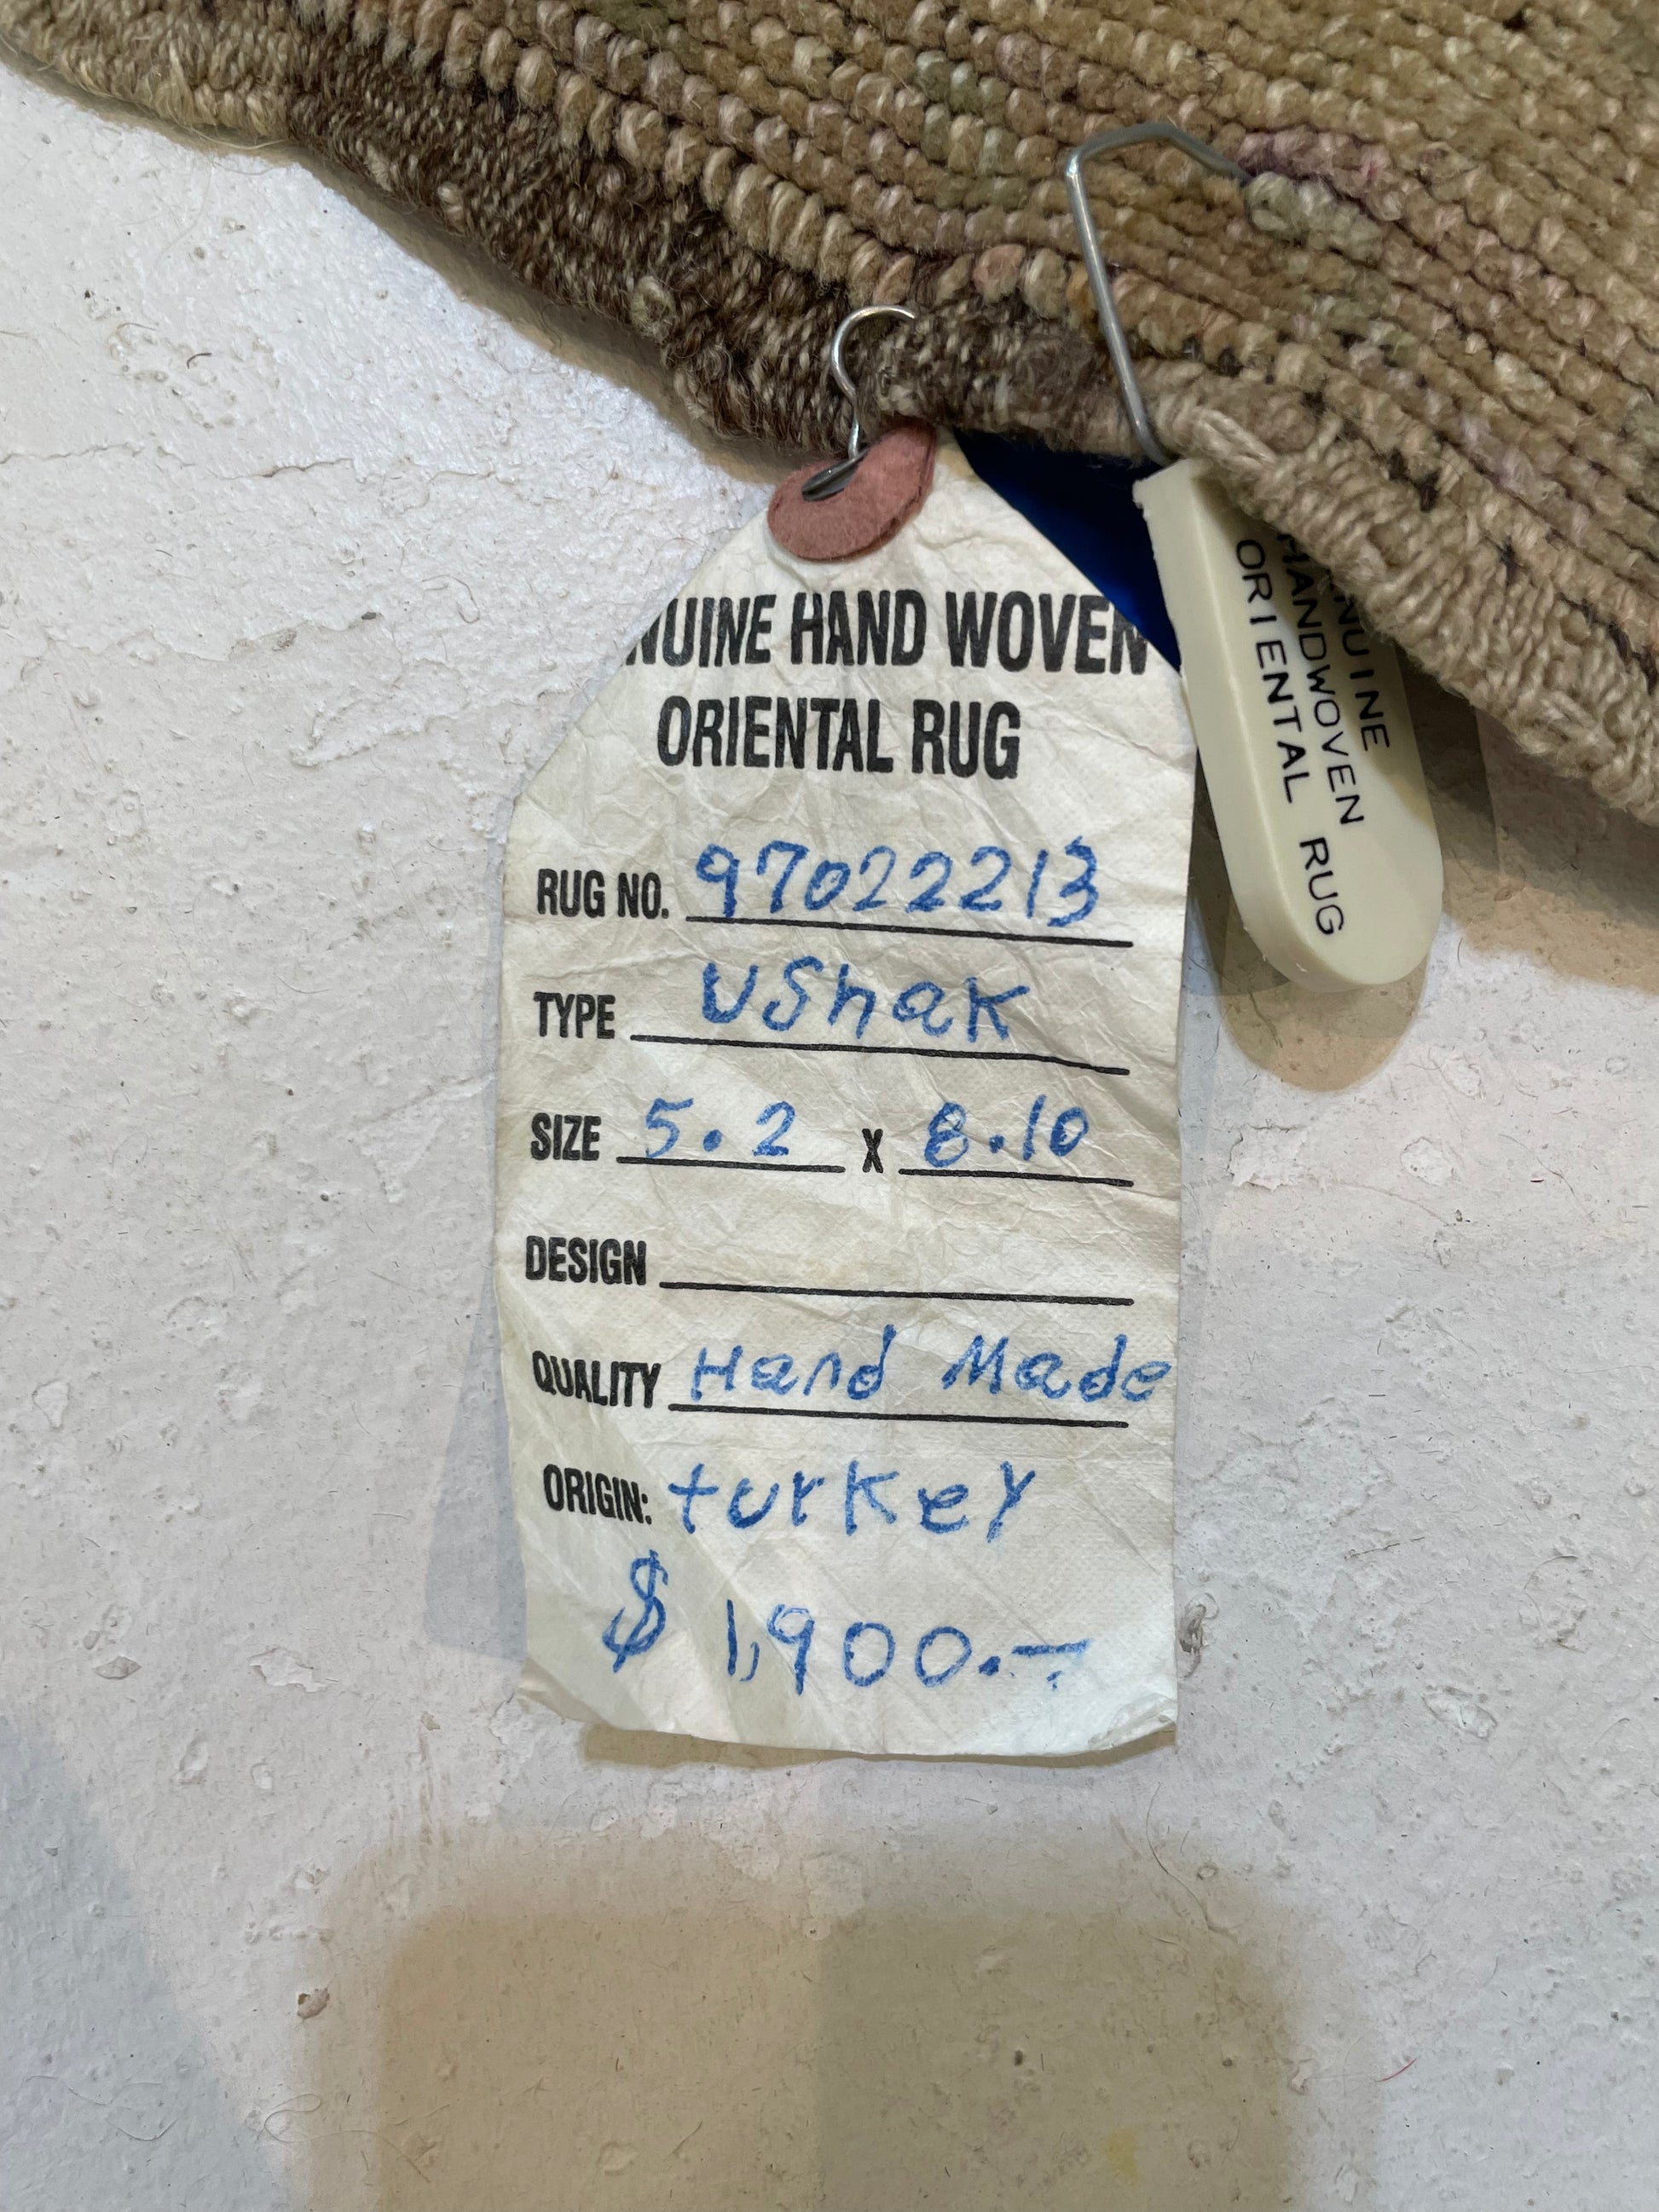 NUINE HAND WOVEN
ORIENTAL RUG
RUG NO. 97022213
TYPE UShak
SIZE 5.2 X 8.10
DESIGN
QUALITY Hand Made
ORIGIN: turkey
$ 1,900.-
NUINE
HANDWOVEN
ORIENTAL RUG